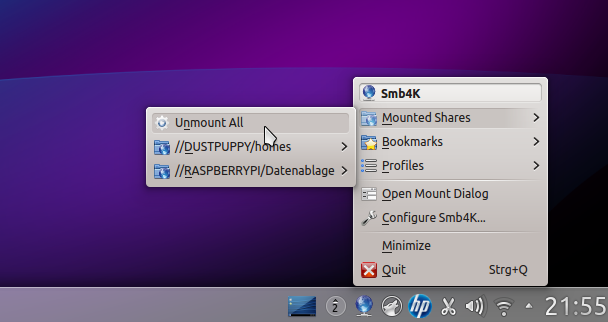 Smb4K
Mounted Shares
Bookmarks
Profiles
Open Mount Dialog
Configure Smb4K...
Minimize
Quit Strg+Q
Unmount All
//DUSTPUPPY/homes
//RASPBERRYPI/Datenablage
2
hp
21:55